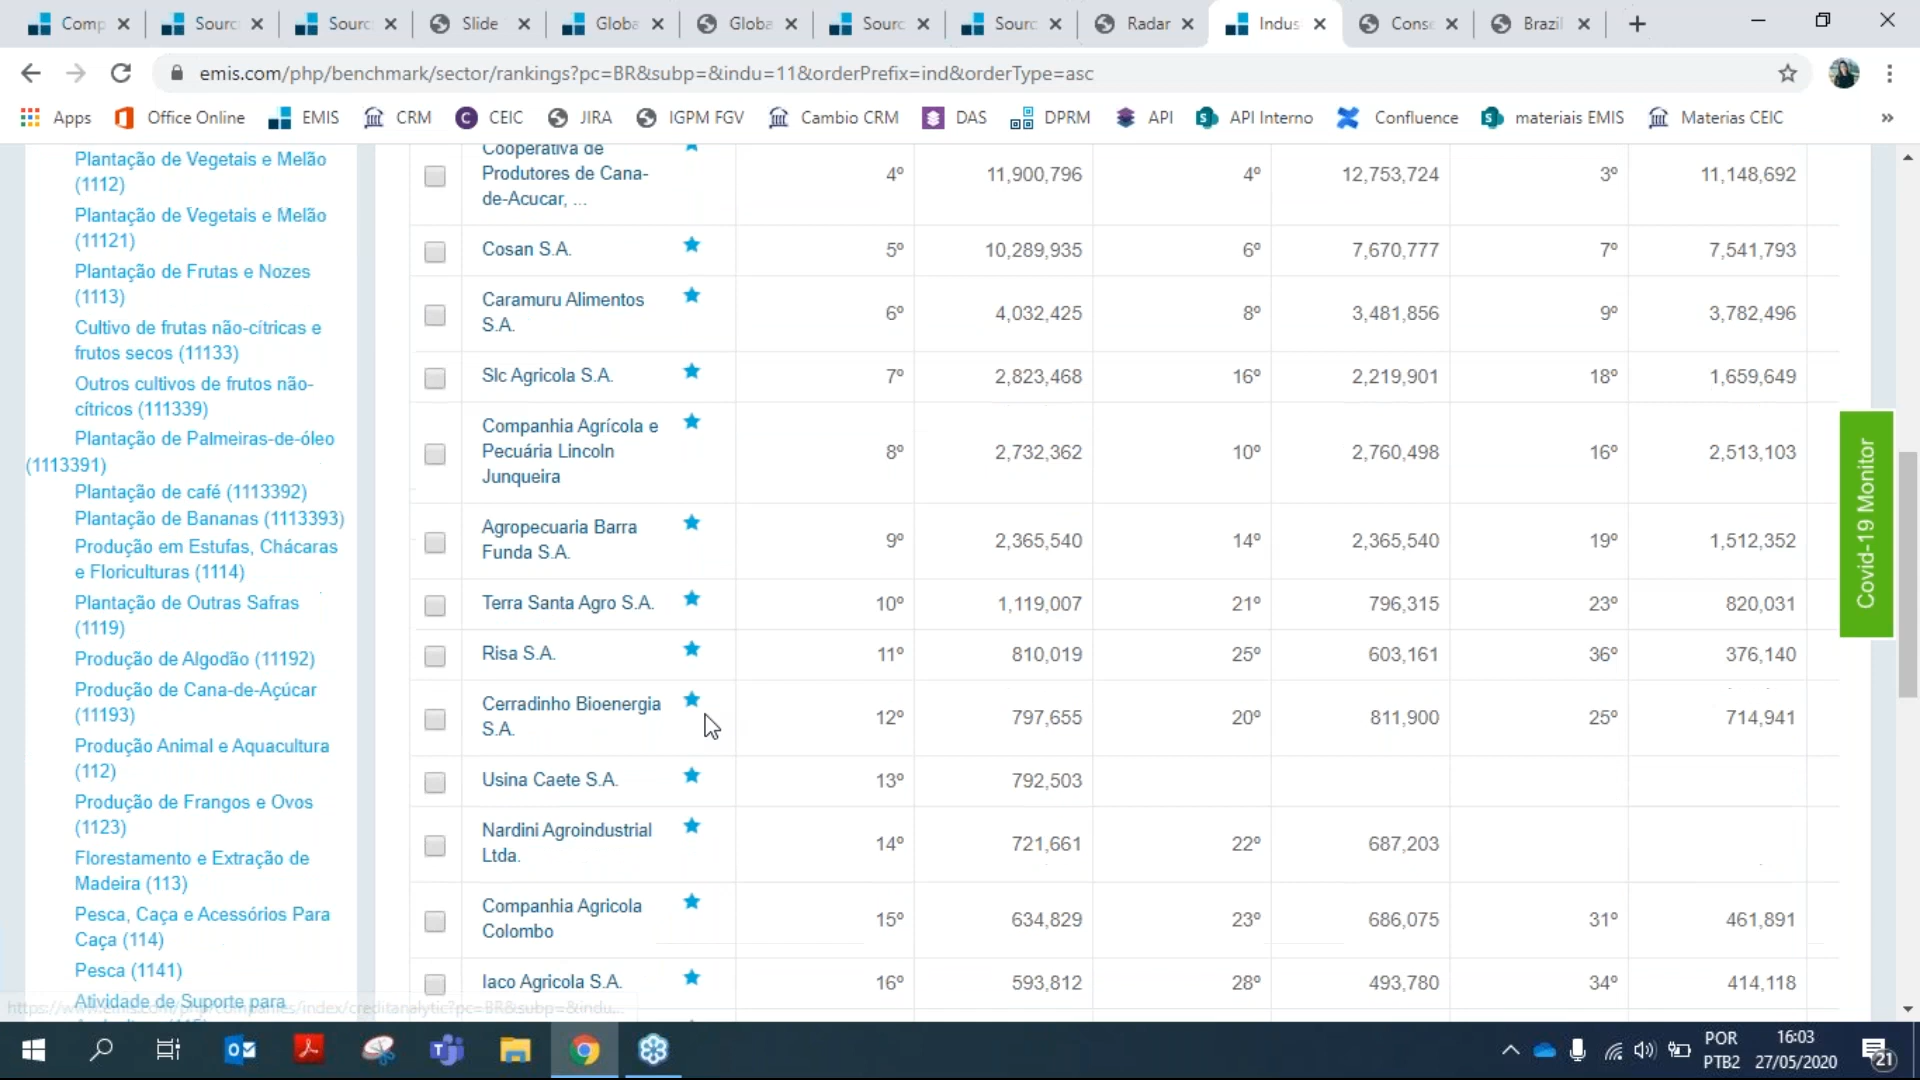 Comp
Sourc
Sourc
Slide
Globa
Globa
Sourc
Sourc
Radar
Indus
Conse
Brazil
emis.com/php/benchmark/sector/rankings?pc=BR&subp=&indu=11&orderPrefix=ind&orderType=asc
Apps
Office Online
EMIS
CRM
CEIC
JIRA
IGPM FGV
Cambio CRM
DAS
DPRM
API
API Interno
Confluence
materiais EMIS
Materias CEIC
»
Plantação de Vegetais e Melão
(1112)
Plantação de Vegetais e Melão
(11121)
Plantação de Frutas e Nozes
(1113)
Cultivo de frutas não-cítricas e
frutos secos (11133)
Outros cultivos de frutos não-
cítricos (111339)
Plantação de Palmeiras-de-óleo
(1113391)
Plantação de café (1113392)
Plantação de Bananas (1113393)
Produção em Estufas, Chácaras
e Floriculturas (1114)
Plantação de Outras Safras
(1119)
Produção de Algodão (11192)
Produção de Cana-de-Açúcar
(11193)
Produção Animal e Aquacultura
(112)
Produção de Frangos e Ovos
(1123)
Florestamento e Extração de
Madeira (113)
Pesca, Caça e Acessórios Para
Caça (114)
Pesca (1141)
Atividade de Suporte para
Cooperativa de
Produtores de Cana-
de-Acucar, ...
4º 11,900,796 4º 12,753,724 3º 11,148,692
Cosan S.A. 5º 10,289,935 6º 7,670,777 7º 7,541,793
Caramuru Alimentos
S.A.
6º 4,032,425 8º 3,481,856 9º 3,782,496
Slc Agricola S.A. 7º 2,823,468 16º 2,219,901 18º 1,659,649
Companhia Agrícola e
Pecuária Lincoln
Junqueira
8º 2,732,362 10º 2,760,498 16º 2,513,103
Agropecuaria Barra
Funda S.A.
9º 2,365,540 14º 2,365,540 19º 1,512,352
Terra Santa Agro S.A. 10º 1,119,007 21º 796,315 23º 820,031
Risa S.A. 11º 810,019 25º 603,161 36º 376,140
Cerradinho Bioenergia
S.A.
12º 797,655 20º 811,900 25º 714,941
Usina Caete S.A. 13º 792,503
Nardini Agroindustrial
Ltda.
14º 721,661 22º 687,203
Companhia Agricola
Colombo
15º 634,829 23º 686,075 31º 461,891
Iaco Agricola S.A. 16º 593,812 28º 493,780 34º 414,118
Covid-19 Monitor
POR
PTB2
16:03
27/05/2020
21